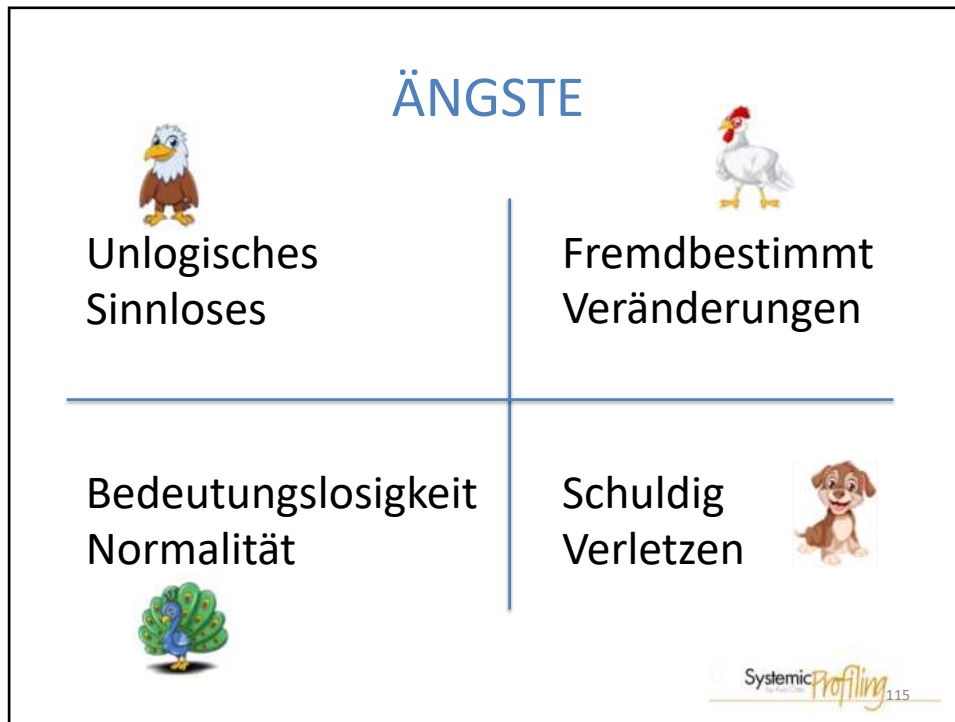 ÄNGSTE
Unlogisches
Sinnloses
Fremdbestimmt
Veränderungen
Bedeutungslosigkeit
Normalität
Schuldig
Verletzen
Systemic Profiling
115